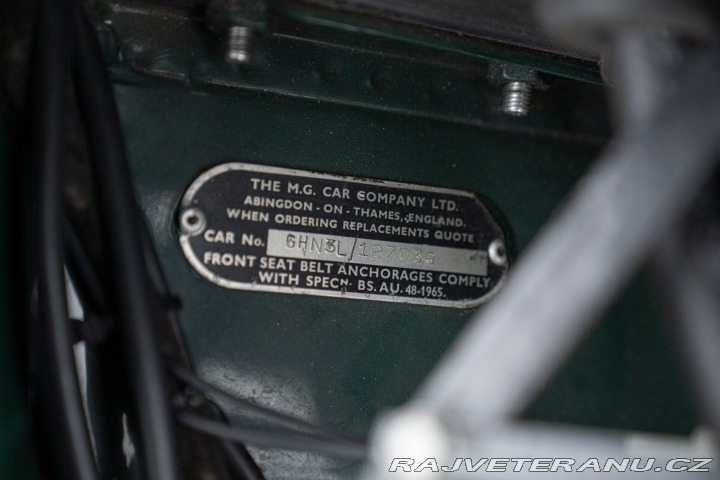 THE M.G. CAR COMPANY LTD.
ABINGDON - ON - THAMES, ENGLAND.
WHEN ORDERING REPLACEMENTS QUOTE
CAR No. GHN3L/127036
FRONT SEAT BELT ANCHORAGES COMPLY
WITH SPECN. BS. AU. 48-1965.
RAJVETERANU.CZ